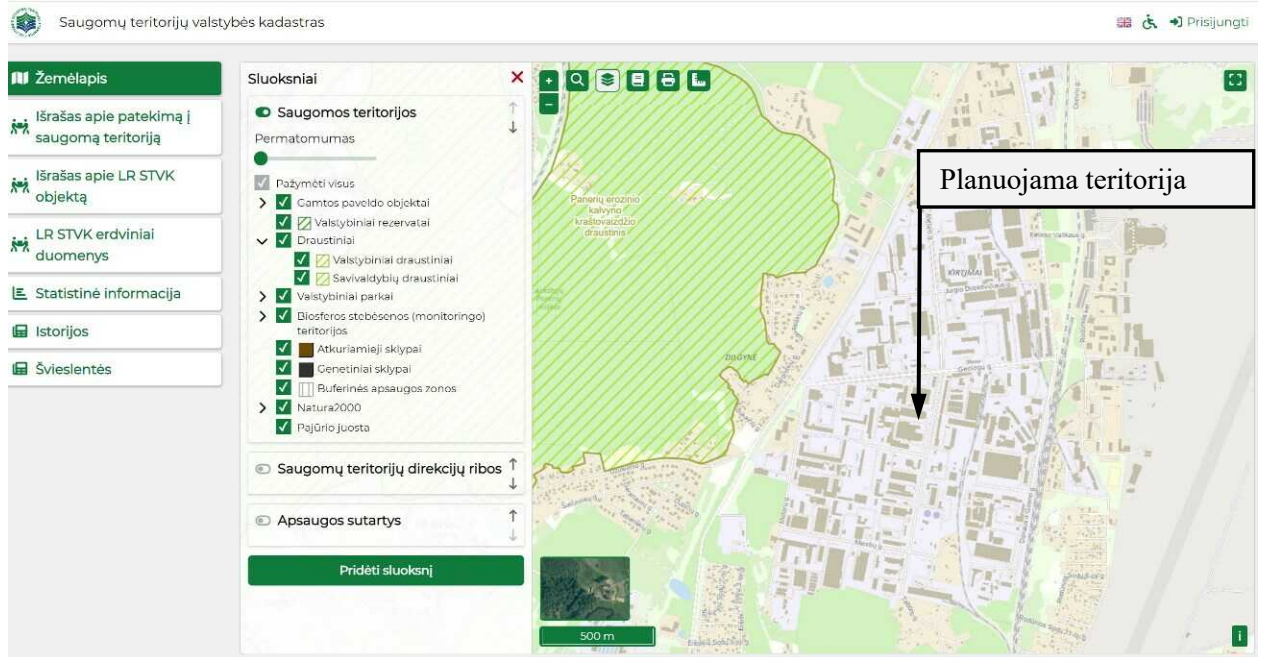 Saugomų teritorijų valstybės kadastras
Prisijungti
Žemėlapis
Išrašas apie patekimą į
saugomą teritoriją
Išrašas apie LR STVK
objektą
LR STVK erdviniai
duomenys
Statistinė informacija
Istorijos
Švieslentės
Sluoksniai
Saugomos teritorijos
Permatomumas
Pažymėti visus
Gamtos paveldo objektai
Valstybiniai rezervatai
Draustiniai
Valstybiniai draustiniai
Savivaldybių draustiniai
Valstybiniai parkai
Biosferos stebėsenos (monitoringo)
teritorijos
Atkuriamieji sklypai
Genetiniai sklypai
Buferinės apsaugos zonos
Natura2000
Pajūrio juosta
Saugomų teritorijų direkcijų ribos
Apsaugos sutartys
Pridėti sluoksnį
+
-
Planuojama teritorija
Panerių erozinio
kalvyno
kraštovaizdžio
draustinis
KIRTIMAI
500 m
i